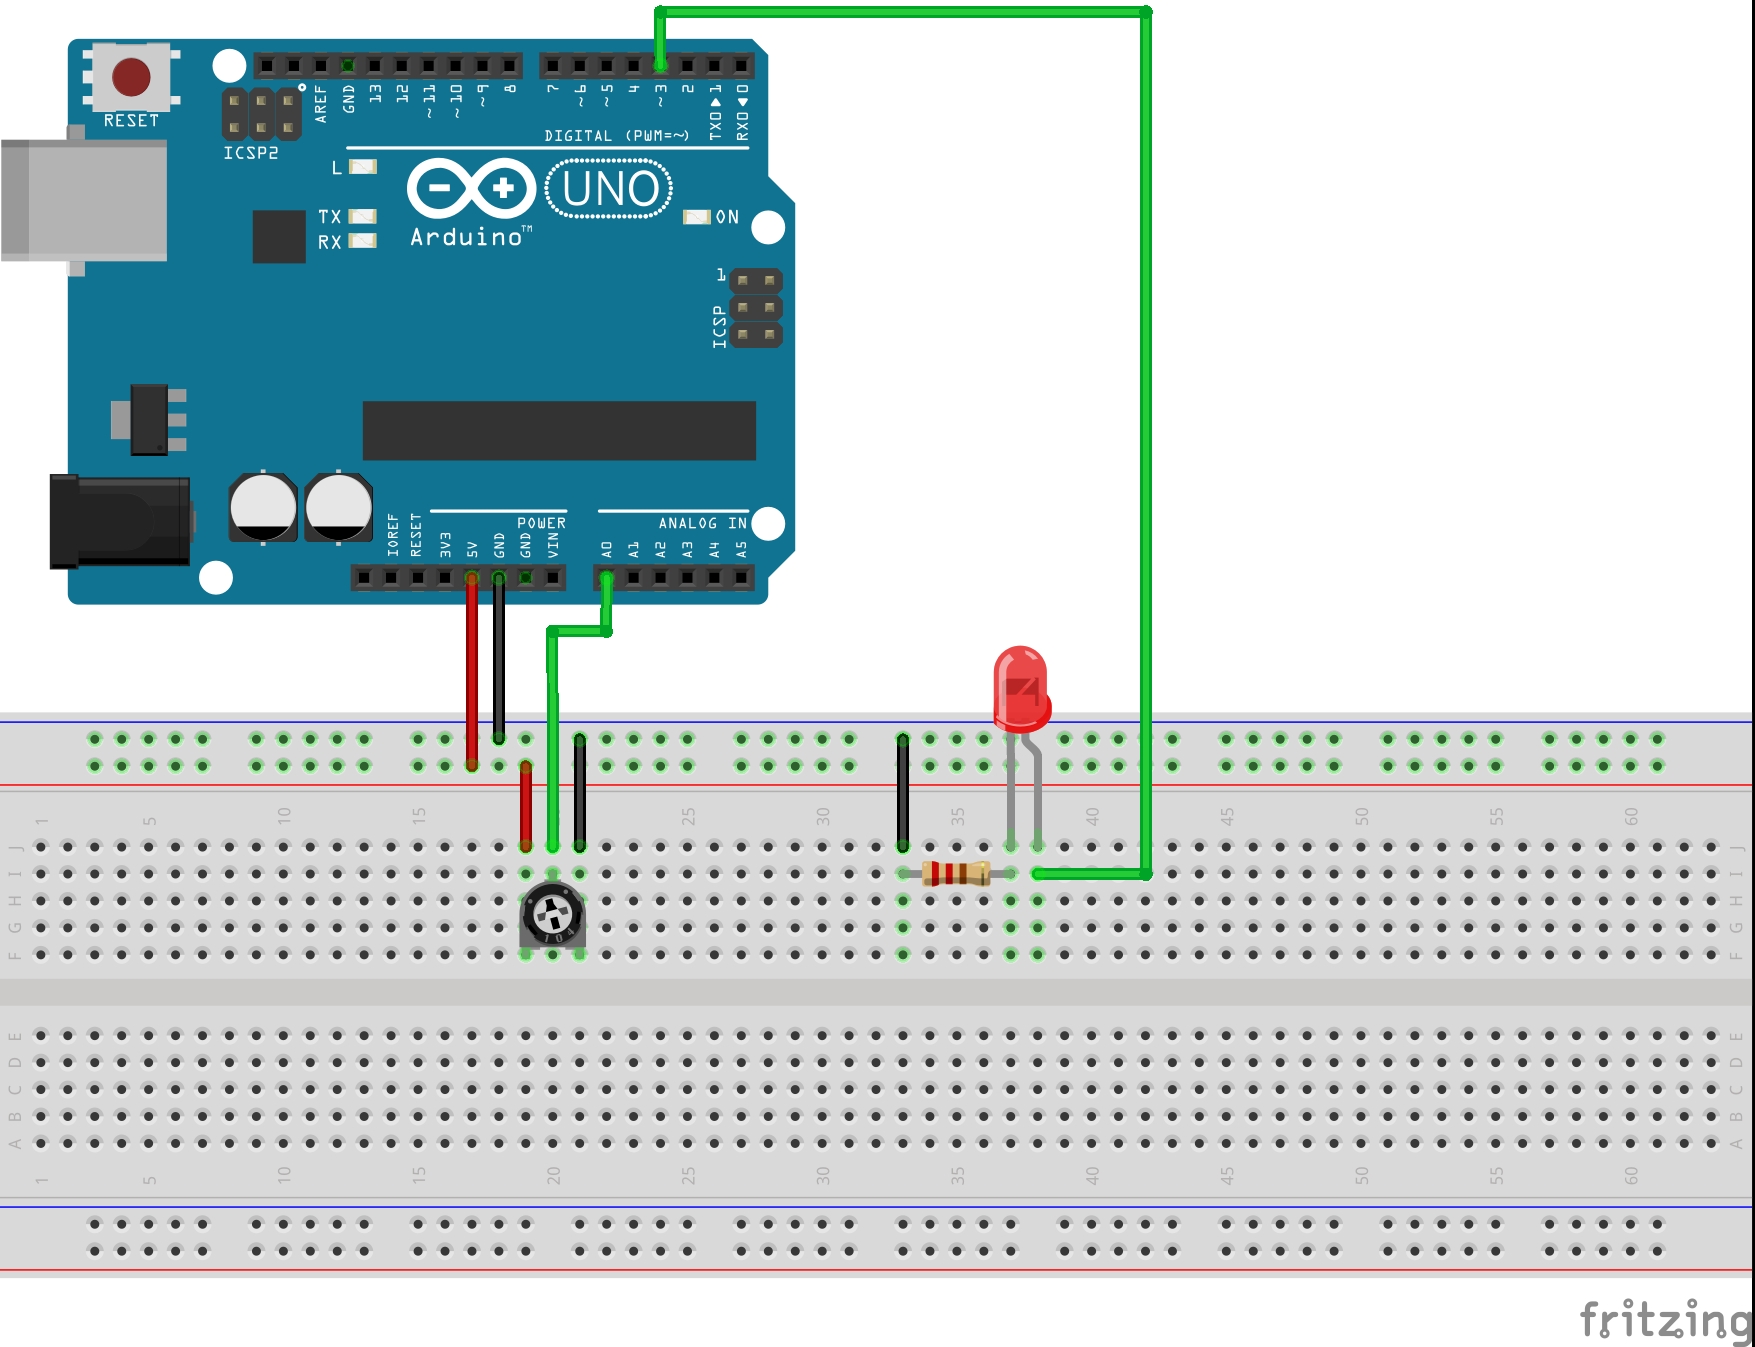 RESET
ICSP2
AREF
GND
13
12
~11
~10
~9
8
7
~6
~5
4
~3
2
TX0▶1
RX0◀0
DIGITAL (PWM=~)
L
TX
RX
UNO
Arduino™
ON
1
ICSP
IOREF
RESET
3V3
5V
GND
GND
VIN
POWER
A0
A1
A2
A3
A4
A5
ANALOG IN
1 5 10 15 25 30 35 40 45 50 55 60
J J
I I
H H
G G
F F
104
E E
D D
C C
B B
A A
1 5 10 15 20 25 30 35 40 45 50 55 60
fritzing